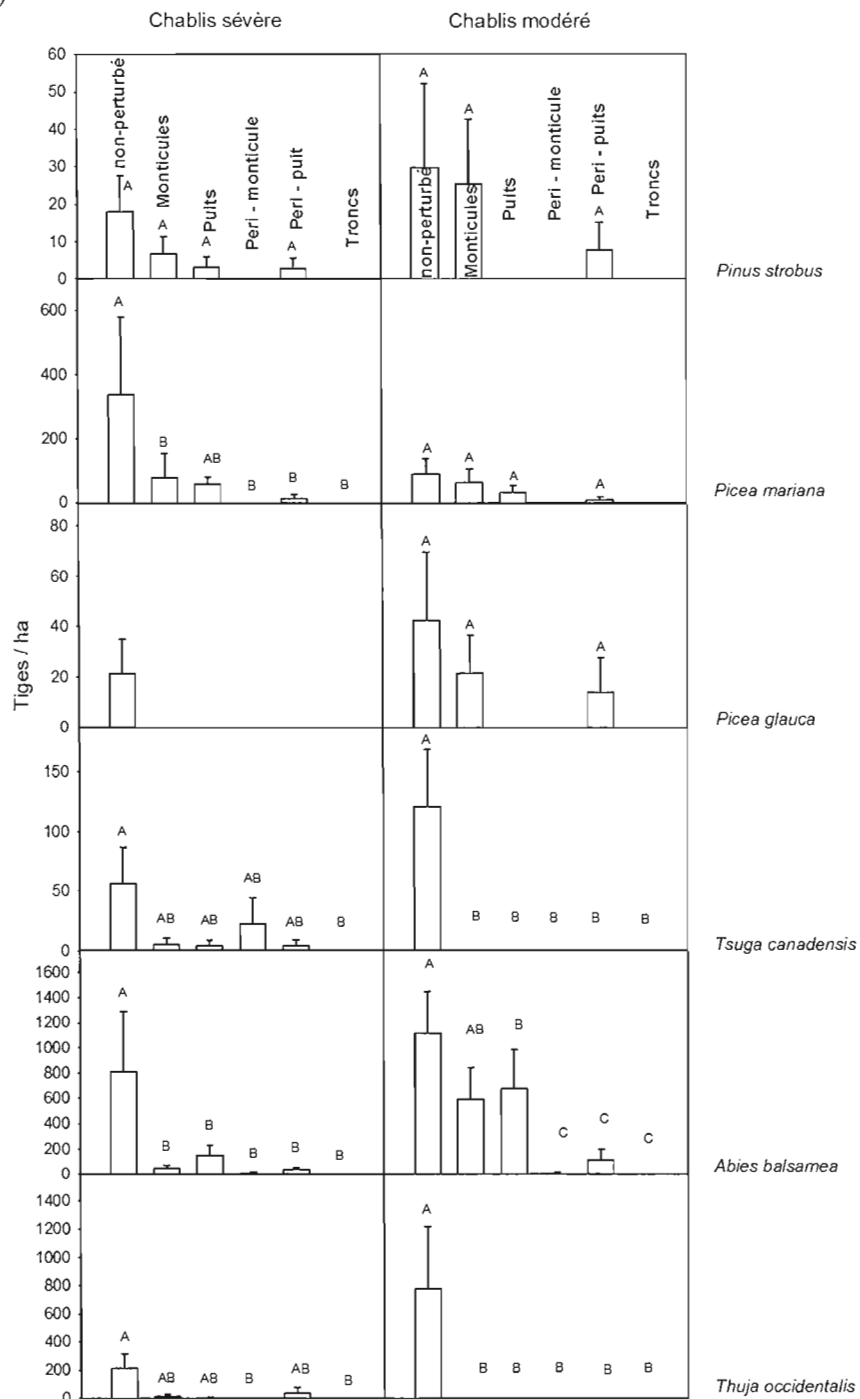 )
Chablis sévère Chablis modéré
60
50
40
30
20
10
0
non-perturbé
Monticules
Puits
Peri - monticule
Peri - puit
Troncs
A
A
A
A
non-perturbé
Monticules
Puits
Peri - monticule
Peri - puits
Troncs
A
A
A
Pinus strobus
600
400
200
0
A
B
AB
B
B
B
A
A
A
A
Picea mariana
80
60
40
20
0
A
A
A
Picea glauca
Tiges / ha
150
100
50
0
A
AB
AB
AB
AB
B
A
B
B
B
B
B
Tsuga canadensis
1600
1400
1200
1000
800
600
400
200
0
A
B
B
B
B
B
A
AB
B
C
C
C
Abies balsamea
1400
1200
1000
800
600
400
200
0
A
AB
AB
B
AB
B
A
B
B
B
B
B
Thuja occidentalis